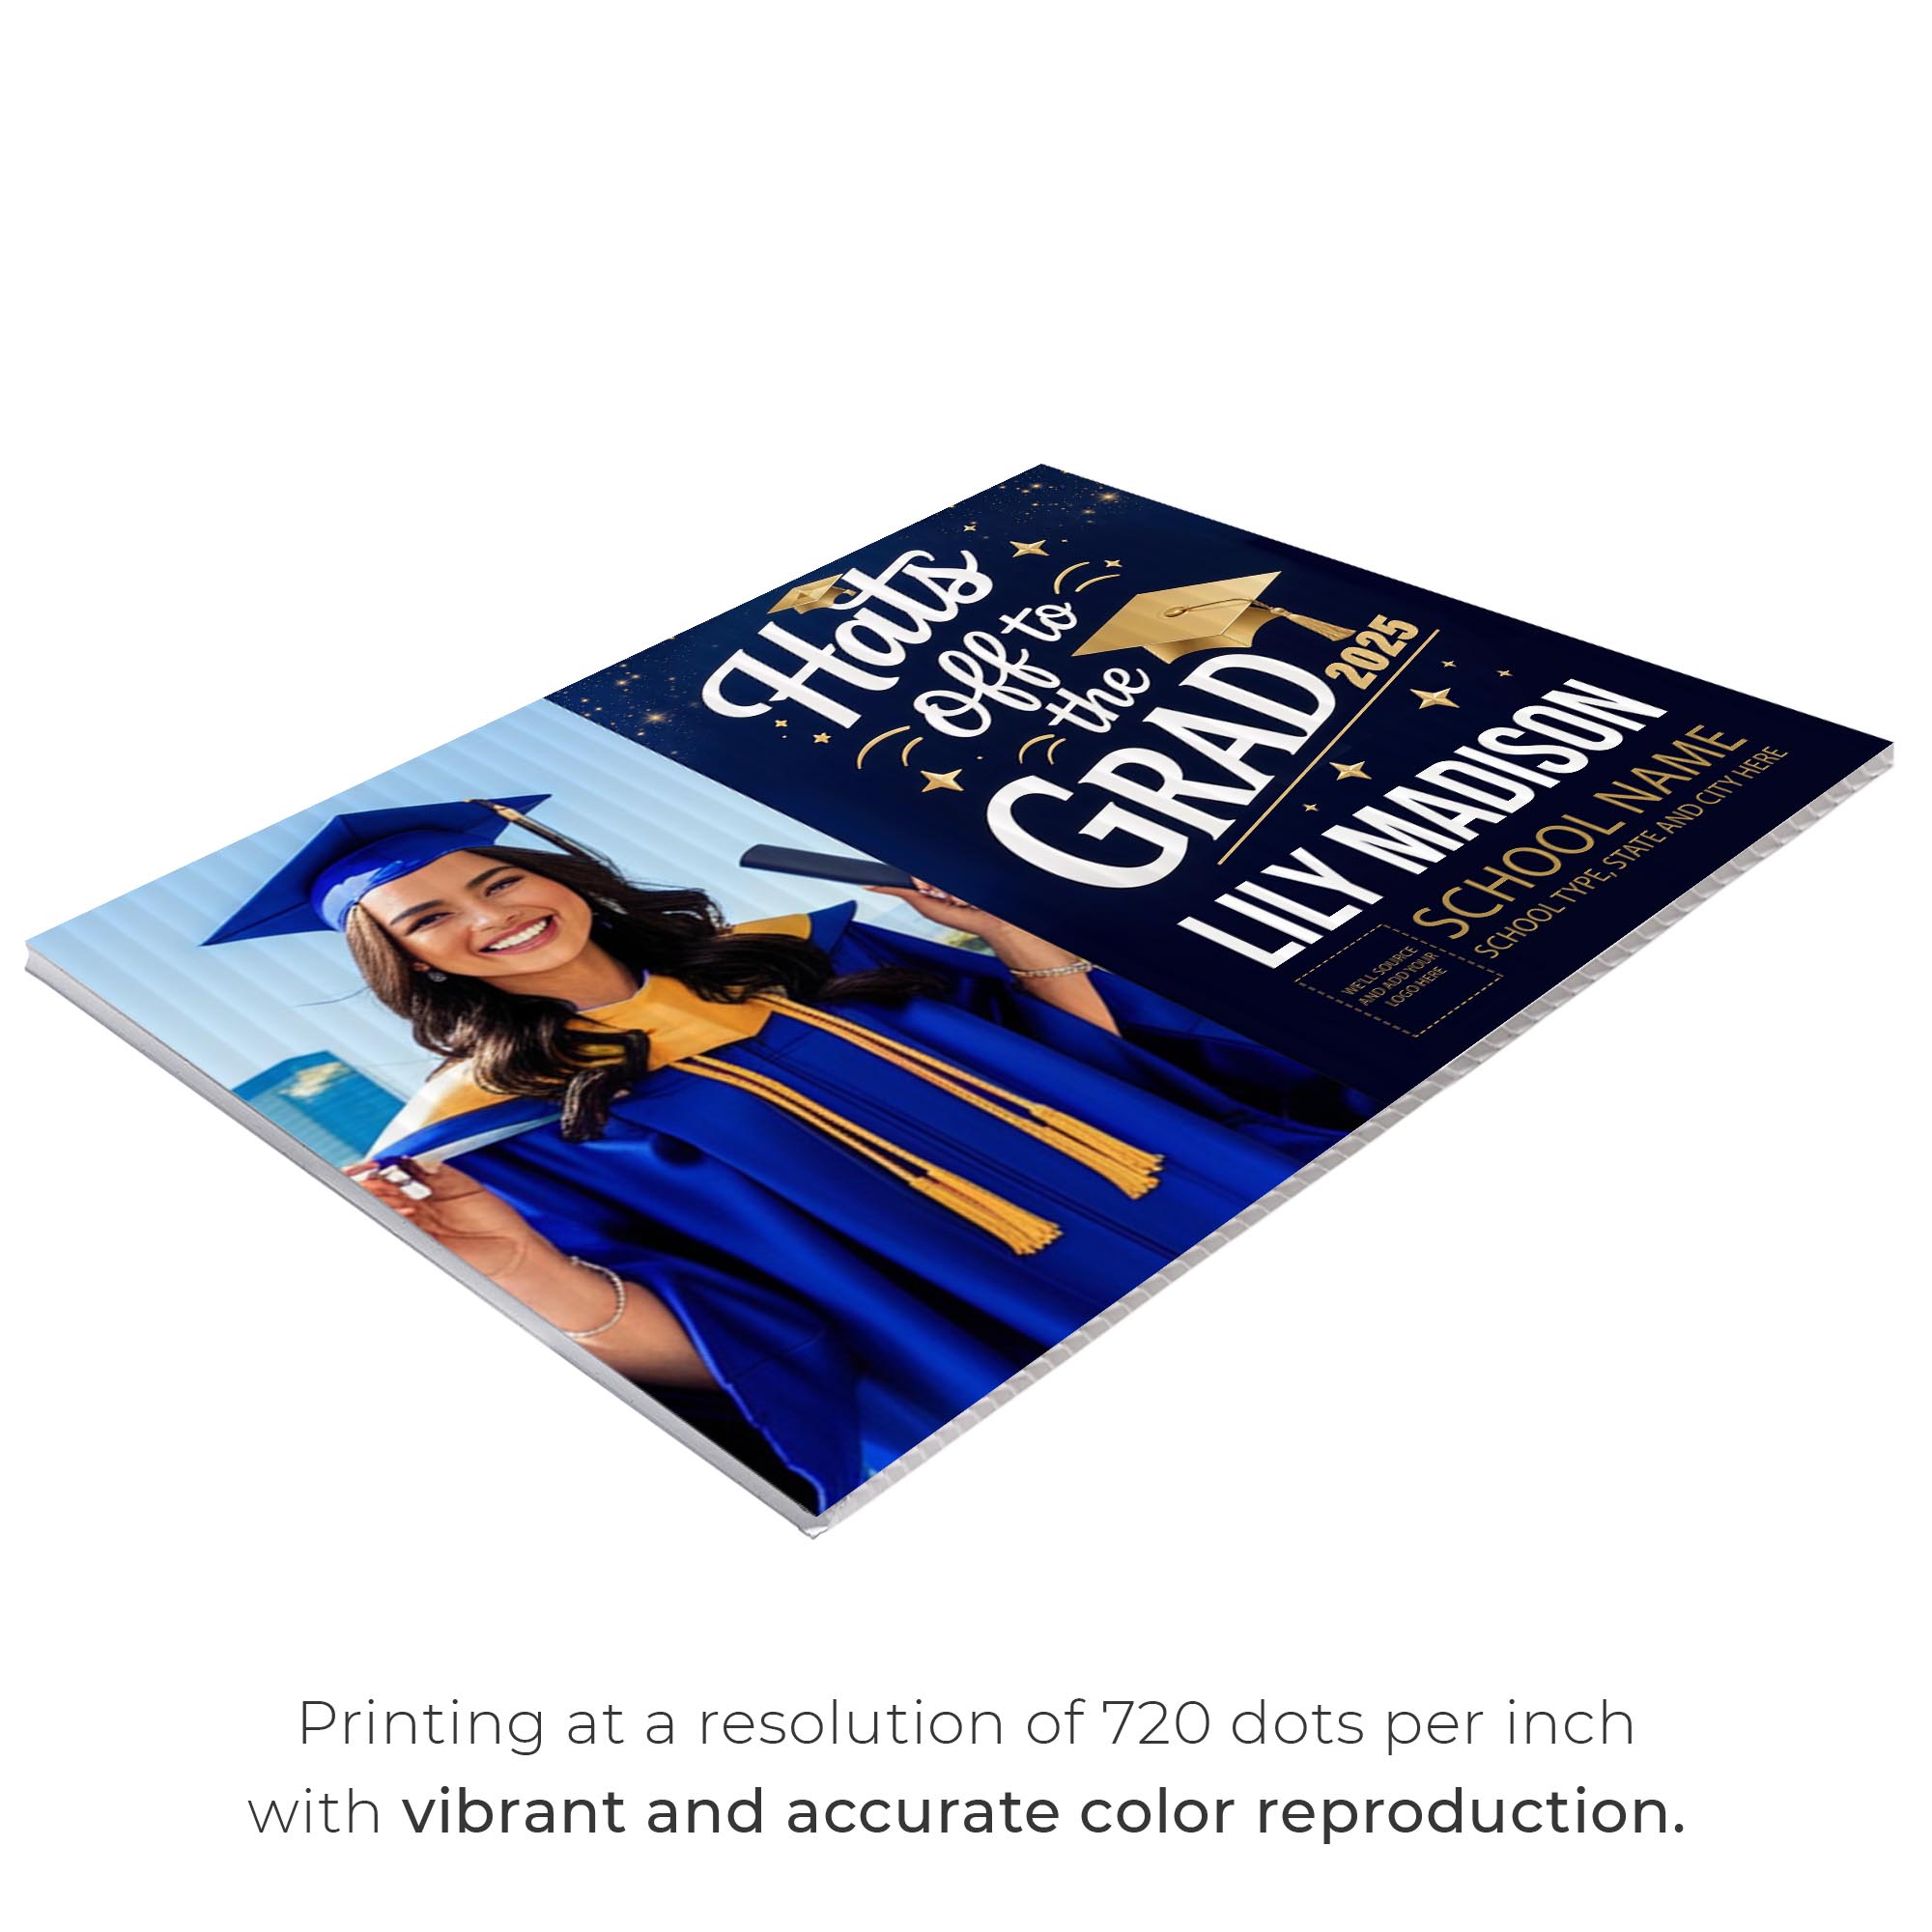 Hats
Off to
the
GRAD
2025
LILY MADISON
SCHOOL NAME
SCHOOL TYPE, STATE AND CITY HERE
WE'LL SOURCE
AND ADD YOUR
LOGO HERE
Printing at a resolution of 720 dots per inch
with vibrant and accurate color reproduction.